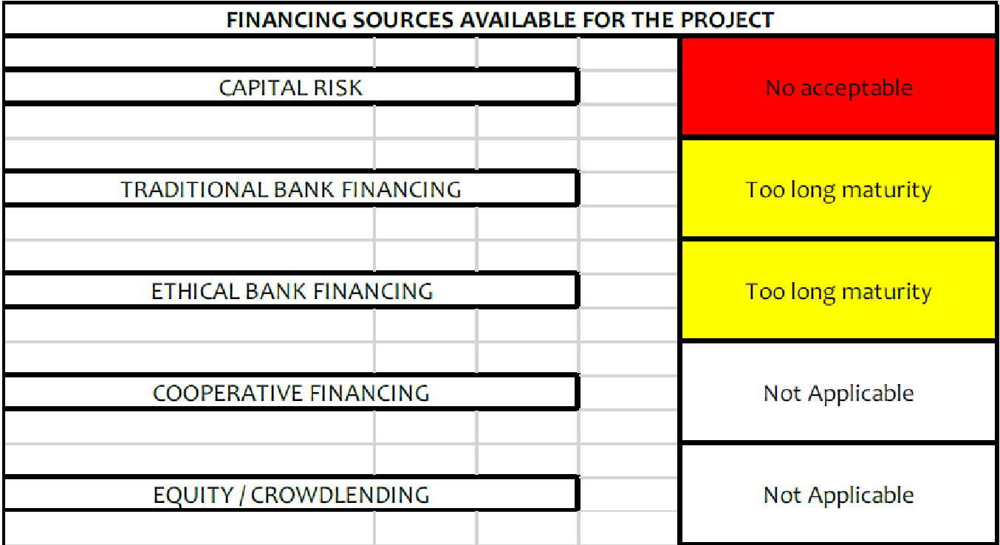 FINANCING SOURCES AVAILABLE FOR THE PROJECT
CAPITAL RISK
No acceptable
TRADITIONAL BANK FINANCING
Too long maturity
ETHICAL BANK FINANCING
Too long maturity
COOPERATIVE FINANCING
Not Applicable
EQUITY / CROWDLENDING
Not Applicable